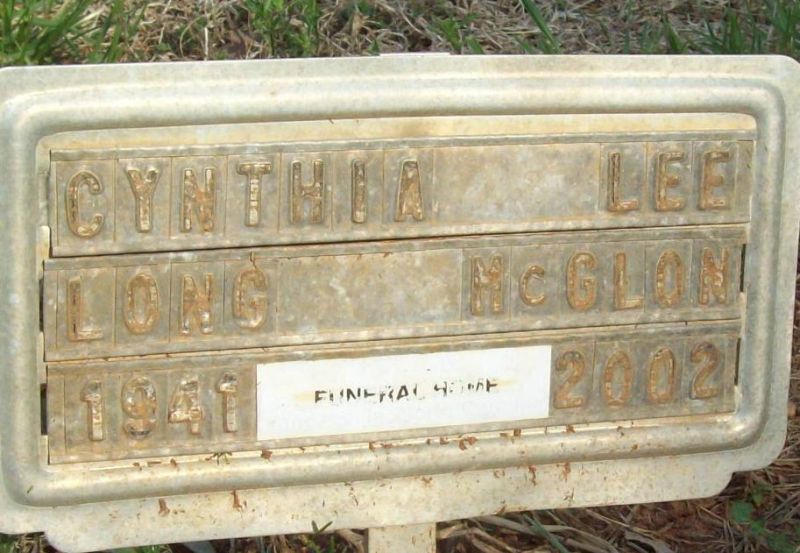 CYNTHIA LEE
LONG McGLON
1941 FUNERAL HOME 2002